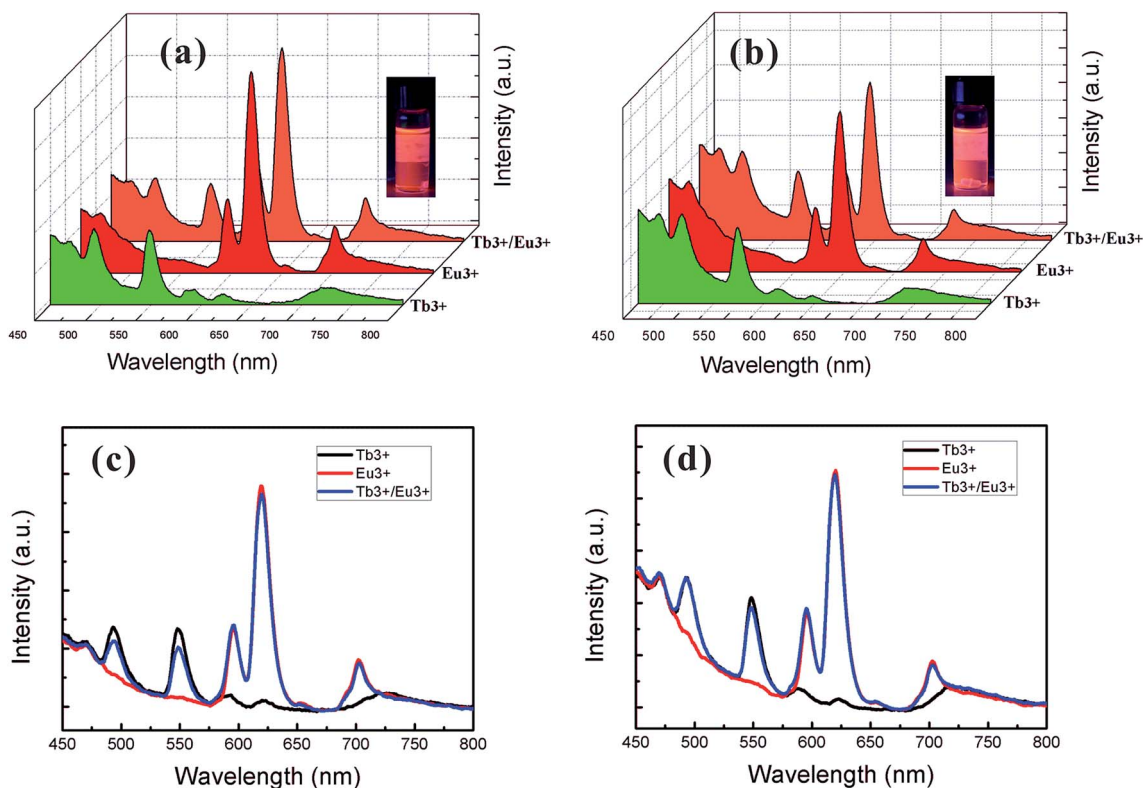 (a)
Intensity (a.u.)
Tb3+/Eu3+
Eu3+
Tb3+
450 500 550 600 650 700 750 800
Wavelength (nm)
(b)
Intensity (a.u.)
Tb3+/Eu3+
Eu3+
Tb3+
450 500 550 600 650 700 750 800
Wavelength (nm)
(c)
Tb3+
Eu3+
Tb3+/Eu3+
Intensity (a.u.)
450 500 550 600 650 700 750 800
Wavelength (nm)
(d)
Tb3+
Eu3+
Tb3+/Eu3+
Intensity (a.u.)
450 500 550 600 650 700 750 800
Wavelength (nm)